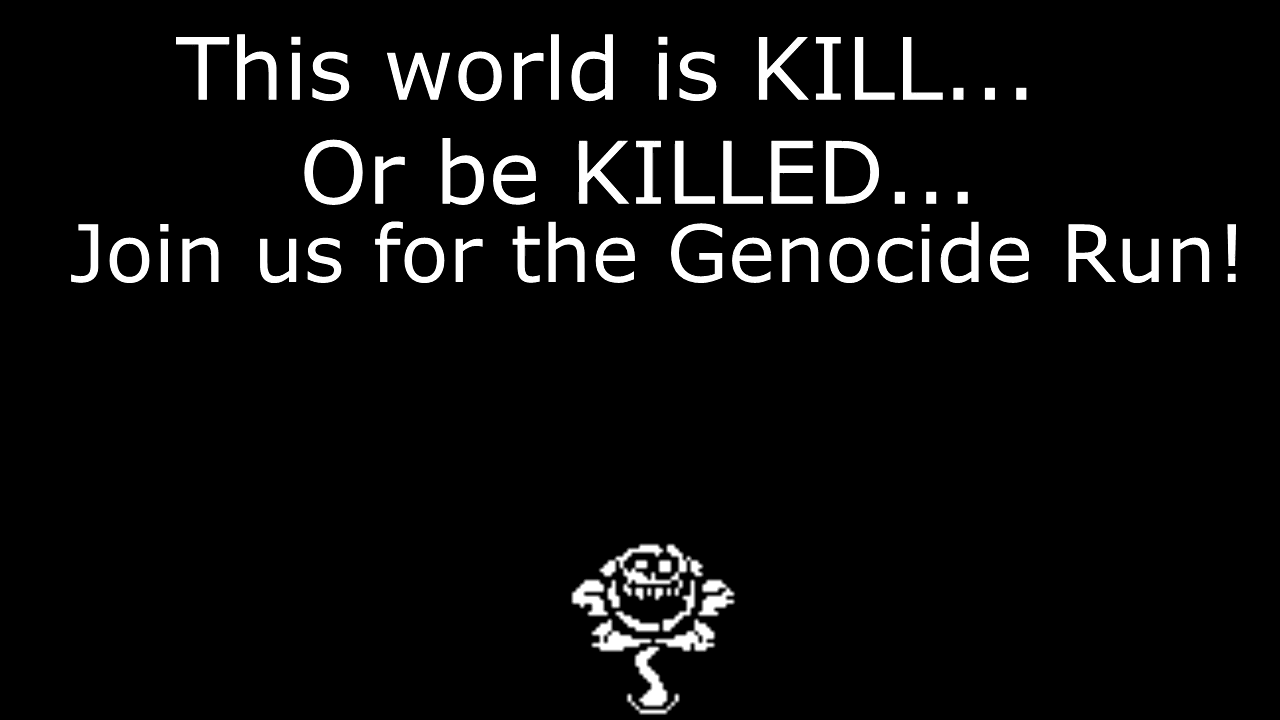 This world is KILL...
Or be KILLED...
Join us for the Genocide Run!